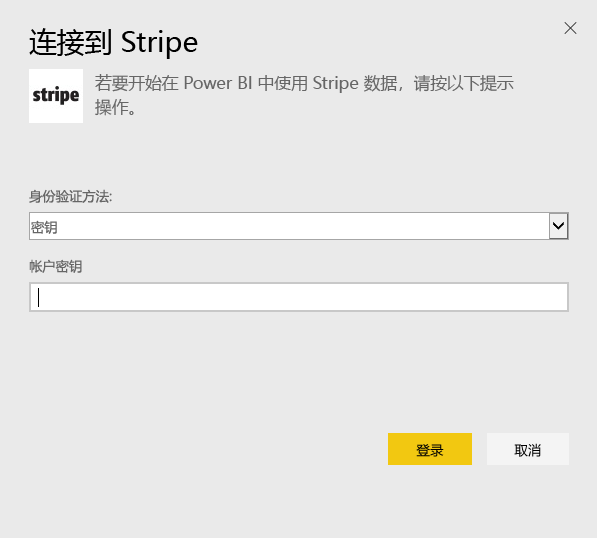 连接到 Stripe
stripe
若要开始在 Power BI 中使用 Stripe 数据，请按以下提示
操作。
身份验证方法:
密钥
帐户密钥
登录
取消